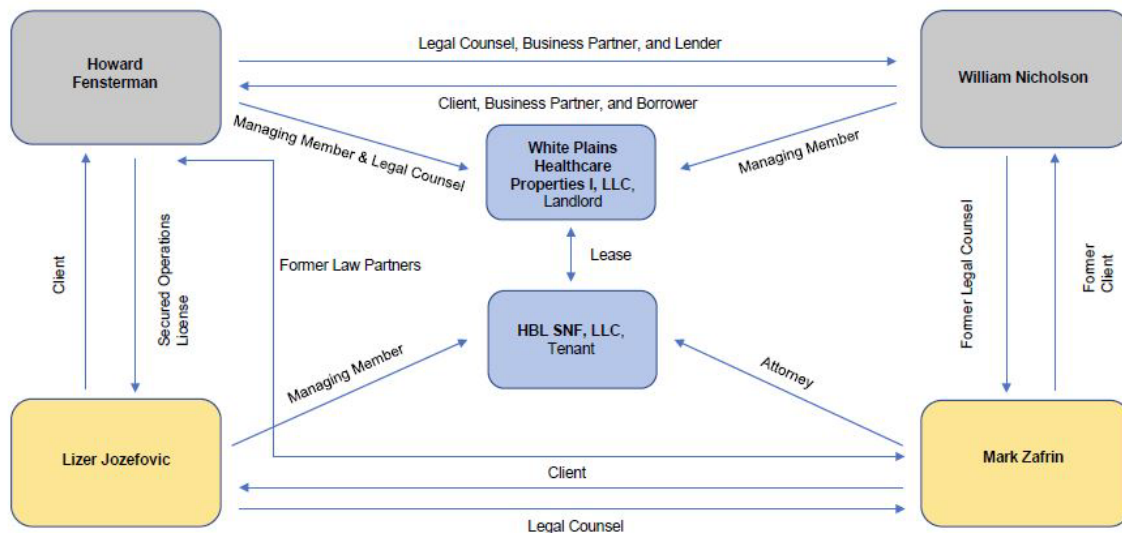 Legal Counsel, Business Partner, and Lender
Howard
Fensterman
William Nicholson
Client, Business Partner, and Borrower
Managing Member & Legal Counsel
White Plains
Healthcare
Properties I, LLC,
Landlord
Managing Member
Client
Secured Operations
License
Former Law Partners
Lease
Former Legal Counsel
Former
Client
HBL SNF, LLC,
Tenant
Managing Member
Attorney
Lizer Jozefovic
Mark Zafrin
Client
Legal Counsel